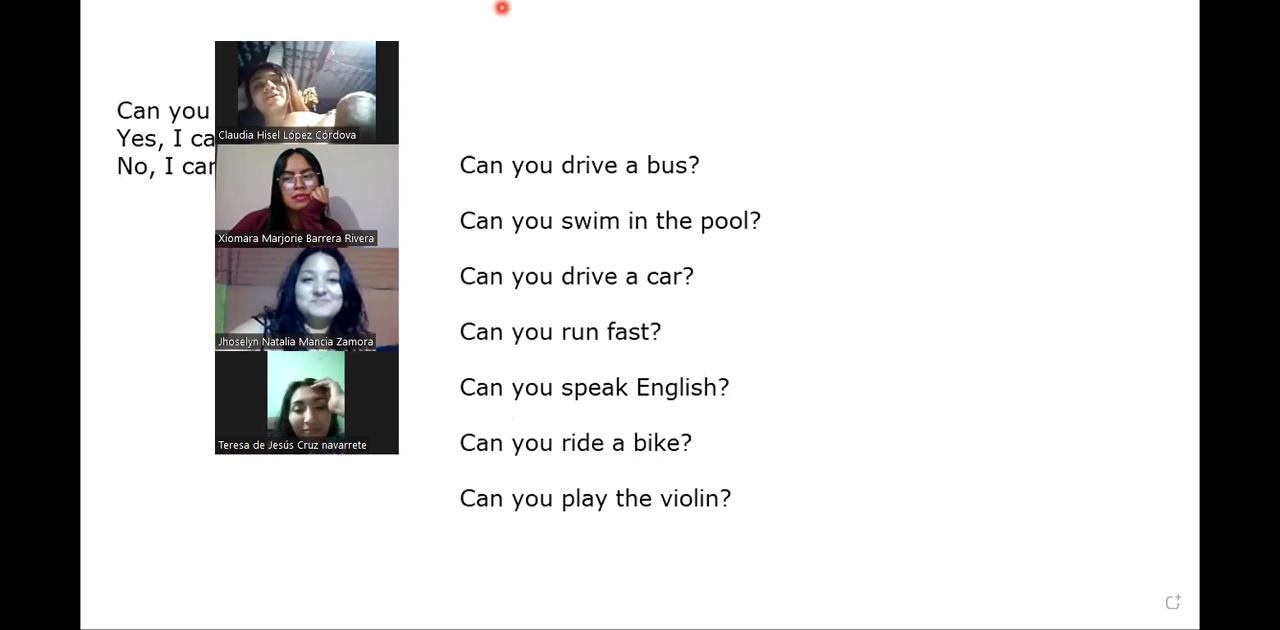 Can you
Yes, I ca
No, I can
Claudia Hisel López Córdova
Xiomara Marjorie Barrera Rivera
Jhoselyn Natalia Mancia Zamora
Teresa de Jesús Cruz navarrete
Can you drive a bus?
Can you swim in the pool?
Can you drive a car?
Can you run fast?
Can you speak English?
Can you ride a bike?
Can you play the violin?